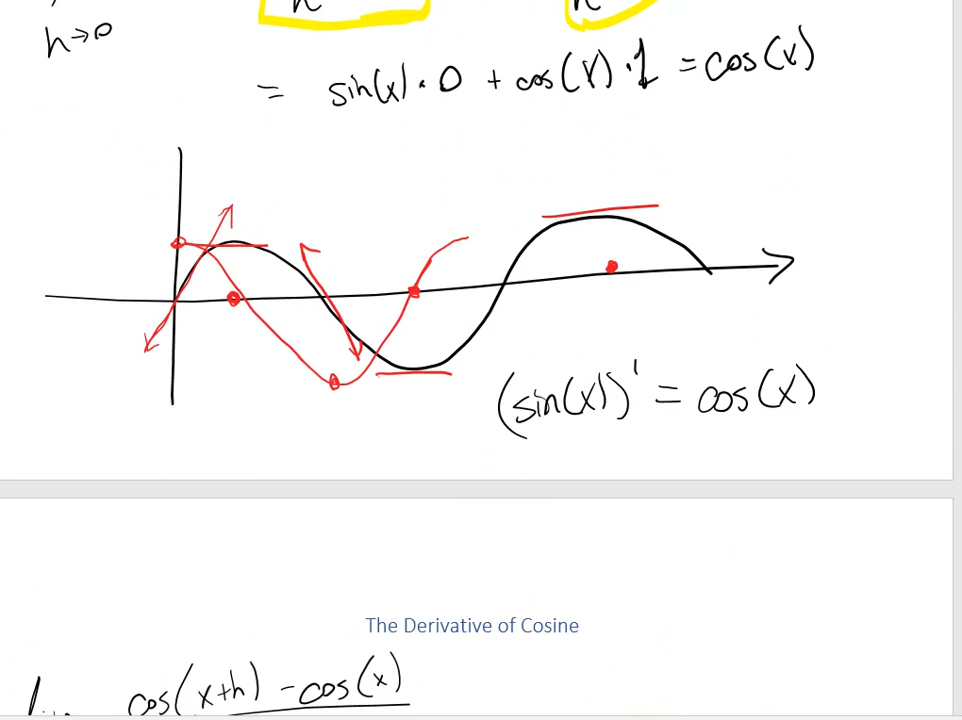 h→0
= sin(x) · 0 + cos(x) · 1 = cos(x)
(sin(x))' = cos(x)
The Derivative of Cosine
cos(x+h) - cos(x)